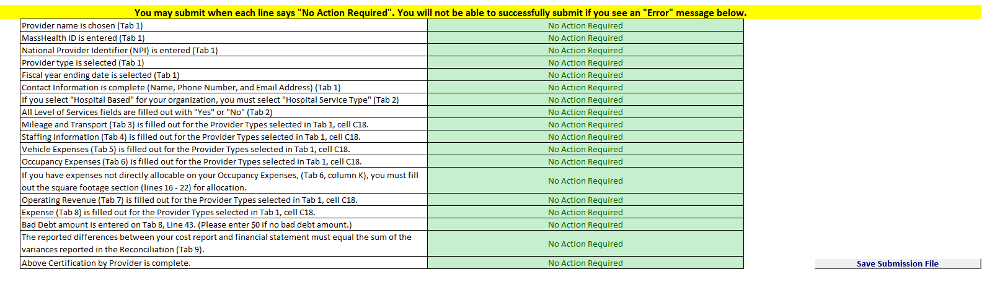 You may submit when each line says "No Action Required". You will not be able to successfully submit if you see an "Error" message below.
Provider name is chosen (Tab 1) No Action Required
MassHealth ID is entered (Tab 1) No Action Required
National Provider Identifier (NPI) is entered (Tab 1) No Action Required
Provider type is selected (Tab 1) No Action Required
Fiscal year ending date is selected (Tab 1) No Action Required
Contact Information is complete (Name, Phone Number, and Email Address) (Tab 1) No Action Required
If you select "Hospital Based" for your organization, you must select "Hospital Service Type" (Tab 2) No Action Required
All Level of Services fields are filled out with "Yes" or "No" (Tab 2) No Action Required
Mileage and Transport (Tab 3) is filled out for the Provider Types selected in Tab 1, cell C18. No Action Required
Staffing Information (Tab 4) is filled out for the Provider Types selected in Tab 1, cell C18. No Action Required
Vehicle Expenses (Tab 5) is filled out for the Provider Types selected in Tab 1, cell C18. No Action Required
Occupancy Expenses (Tab 6) is filled out for the Provider Types selected in Tab 1, cell C18. No Action Required
If you have expenses not directly allocable on your Occupancy Expenses, (Tab 6, column K), you must fill
out the square footage section (lines 16 - 22) for allocation. No Action Required
Operating Revenue (Tab 7) is filled out for the Provider Types selected in Tab 1, cell C18. No Action Required
Expense (Tab 8) is filled out for the Provider Types selected in Tab 1, cell C18. No Action Required
Bad Debt amount is entered on Tab 8, Line 43. (Please enter $0 if no bad debt amount.) No Action Required
The reported differences between your cost report and financial statement must equal the sum of the
variances reported in the Reconciliation (Tab 9). No Action Required
Above Certification by Provider is complete. No Action Required
Save Submission File